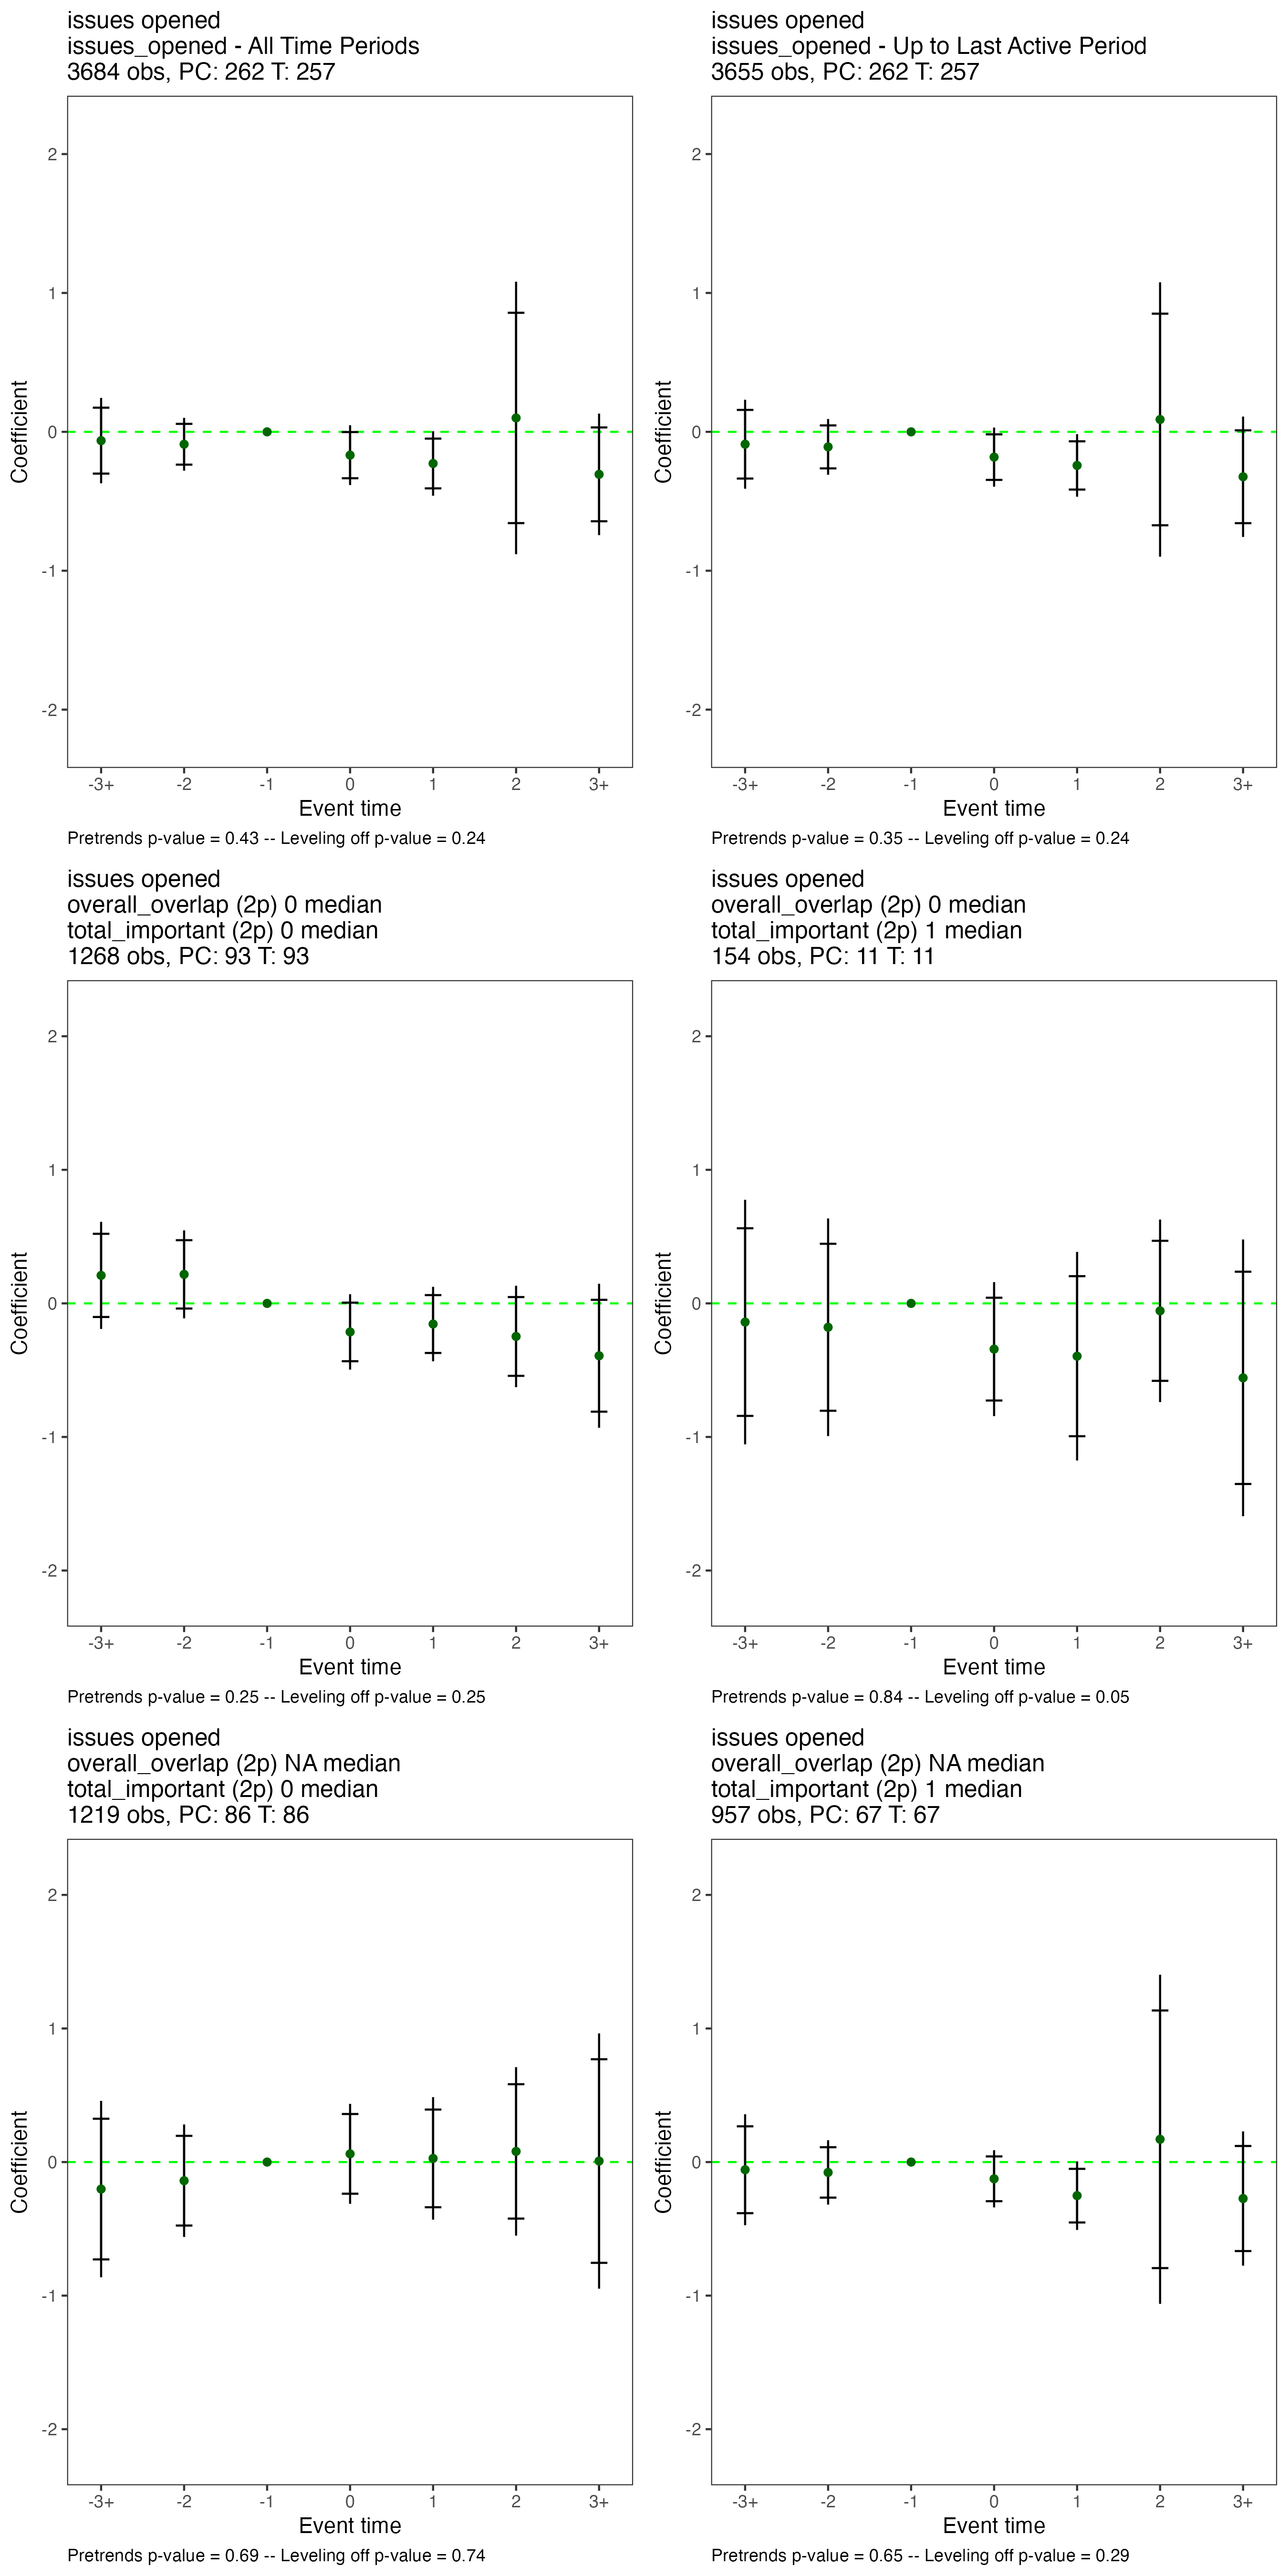 issues opened
issues_opened - All Time Periods
3684 obs, PC: 262 T: 257
2
1
0
-1
-2
Coefficient
-3+ -2 -1 0 1 2 3+
Event time
Pretrends p-value = 0.43 -- Leveling off p-value = 0.24
issues opened
issues_opened - Up to Last Active Period
3655 obs, PC: 262 T: 257
2
1
0
-1
-2
Coefficient
-3+ -2 -1 0 1 2 3+
Event time
Pretrends p-value = 0.35 -- Leveling off p-value = 0.24
issues opened
overall_overlap (2p) 0 median
total_important (2p) 0 median
1268 obs, PC: 93 T: 93
2
1
0
-1
-2
Coefficient
-3+ -2 -1 0 1 2 3+
Event time
Pretrends p-value = 0.25 -- Leveling off p-value = 0.25
issues opened
overall_overlap (2p) 0 median
total_important (2p) 1 median
154 obs, PC: 11 T: 11
2
1
0
-1
-2
Coefficient
-3+ -2 -1 0 1 2 3+
Event time
Pretrends p-value = 0.84 -- Leveling off p-value = 0.05
issues opened
overall_overlap (2p) NA median
total_important (2p) 0 median
1219 obs, PC: 86 T: 86
2
1
0
-1
-2
Coefficient
-3+ -2 -1 0 1 2 3+
Event time
Pretrends p-value = 0.69 -- Leveling off p-value = 0.74
issues opened
overall_overlap (2p) NA median
total_important (2p) 1 median
957 obs, PC: 67 T: 67
2
1
0
-1
-2
Coefficient
-3+ -2 -1 0 1 2 3+
Event time
Pretrends p-value = 0.65 -- Leveling off p-value = 0.29